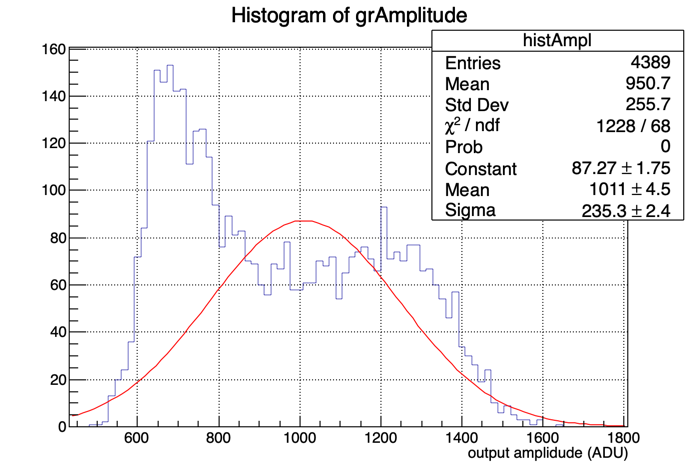 Histogram of grAmplitude
histAmpl
Entries 4389
Mean 950.7
Std Dev 255.7
χ² / ndf 1228 / 68
Prob 0
Constant 87.27 ± 1.75
Mean 1011 ± 4.5
Sigma 235.3 ± 2.4
160
140
120
100
80
60
40
20
0
600 800 1000 1200 1400 1600 1800
output amplidude (ADU)